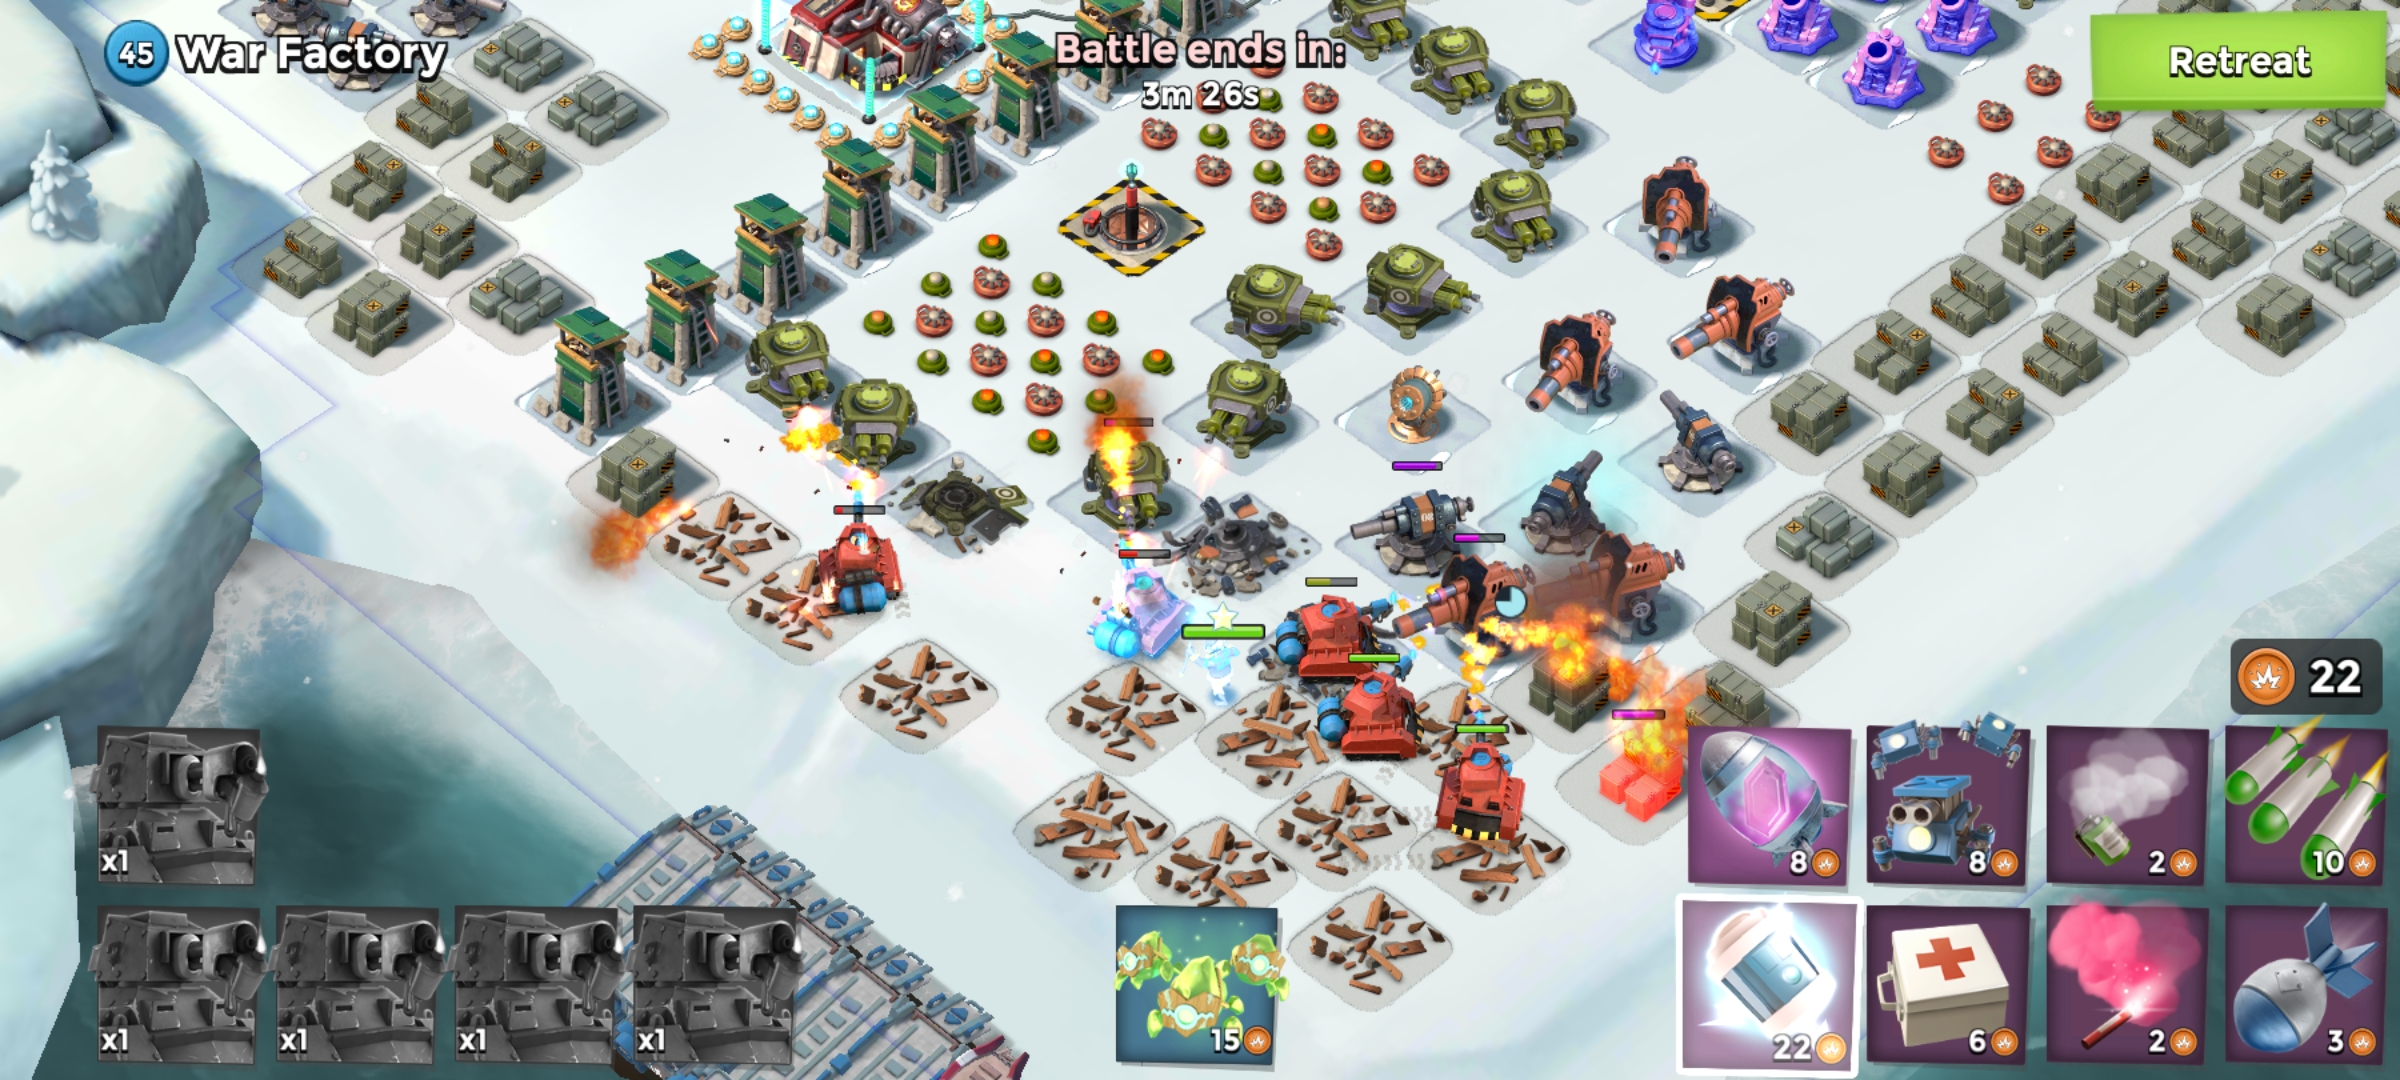 45 War Factory
Battle ends in:
3m 26s
Retreat
22
8
8
2
10
x1
x1
x1
x1
x1
15
22
6
2
3